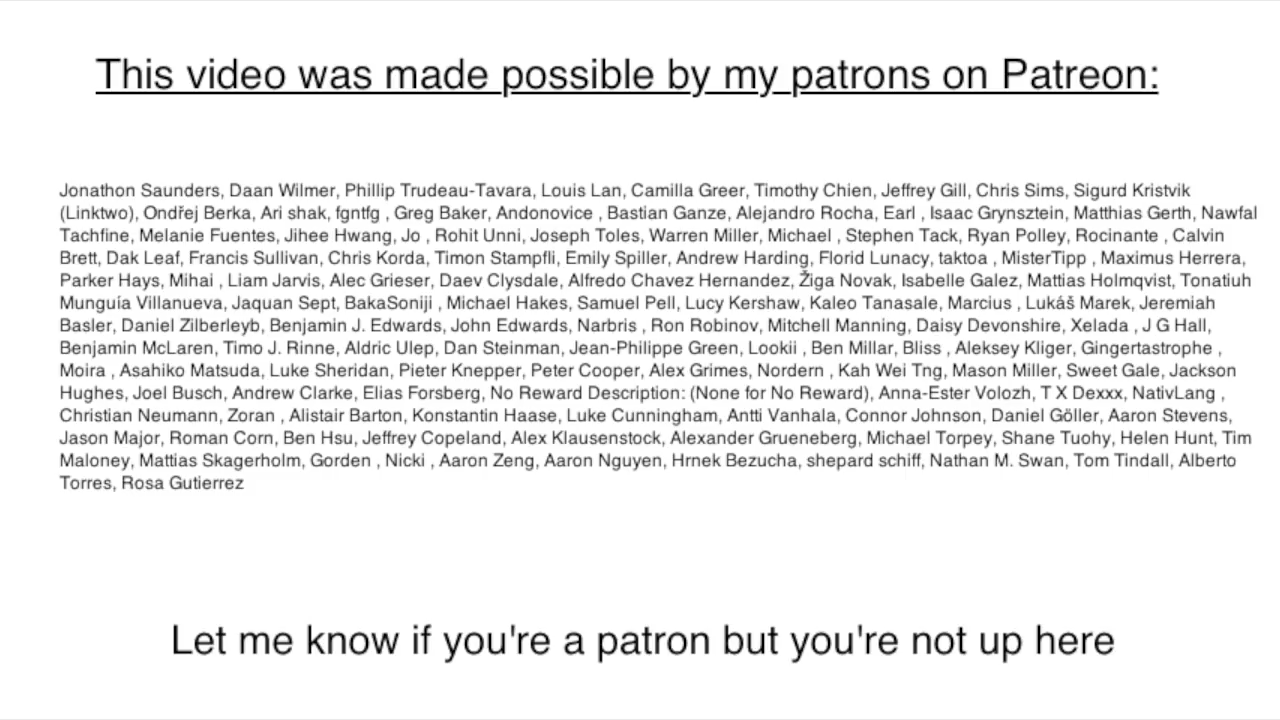 This video was made possible by my patrons on Patreon:
Jonathon Saunders, Daan Wilmer, Phillip Trudeau-Tavara, Louis Lan, Camilla Greer, Timothy Chien, Jeffrey Gill, Chris Sims, Sigurd Kristvik
(Linktwo), Ondřej Berka, Ari shak, fgntfg , Greg Baker, Andonovice , Bastian Ganze, Alejandro Rocha, Earl , Isaac Grynsztein, Matthias Gerth, Nawfal
Tachfine, Melanie Fuentes, Jihee Hwang, Jo , Rohit Unni, Joseph Toles, Warren Miller, Michael , Stephen Tack, Ryan Polley, Rocinante , Calvin
Brett, Dak Leaf, Francis Sullivan, Chris Korda, Timon Stampfli, Emily Spiller, Andrew Harding, Florid Lunacy, taktoa , MisterTipp , Maximus Herrera,
Parker Hays, Mihai , Liam Jarvis, Alec Grieser, Daev Clysdale, Alfredo Chavez Hernandez, Žiga Novak, Isabelle Galez, Mattias Holmqvist, Tonatiuh
Munguía Villanueva, Jaquan Sept, BakaSoniji , Michael Hakes, Samuel Pell, Lucy Kershaw, Kaleo Tanasale, Marcius , Lukáš Marek, Jeremiah
Basler, Daniel Zilberleyb, Benjamin J. Edwards, John Edwards, Narbris , Ron Robinov, Mitchell Manning, Daisy Devonshire, Xelada , J G Hall,
Benjamin McLaren, Timo J. Rinne, Aldric Ulep, Dan Steinman, Jean-Philippe Green, Lookii , Ben Millar, Bliss , Aleksey Kliger, Gingertastrophe ,
Moira , Asahiko Matsuda, Luke Sheridan, Pieter Knepper, Peter Cooper, Alex Grimes, Nordern , Kah Wei Tng, Mason Miller, Sweet Gale, Jackson
Hughes, Joel Busch, Andrew Clarke, Elias Forsberg, No Reward Description: (None for No Reward), Anna-Ester Volozh, T X Dexxx, NativLang ,
Christian Neumann, Zoran , Alistair Barton, Konstantin Haase, Luke Cunningham, Antti Vanhala, Connor Johnson, Daniel Göller, Aaron Stevens,
Jason Major, Roman Corn, Ben Hsu, Jeffrey Copeland, Alex Klausenstock, Alexander Grueneberg, Michael Torpey, Shane Tuohy, Helen Hunt, Tim
Maloney, Mattias Skagerholm, Gorden , Nicki , Aaron Zeng, Aaron Nguyen, Hrnek Bezucha, shepard schiff, Nathan M. Swan, Tom Tindall, Alberto
Torres, Rosa Gutierrez
Let me know if you're a patron but you're not up here